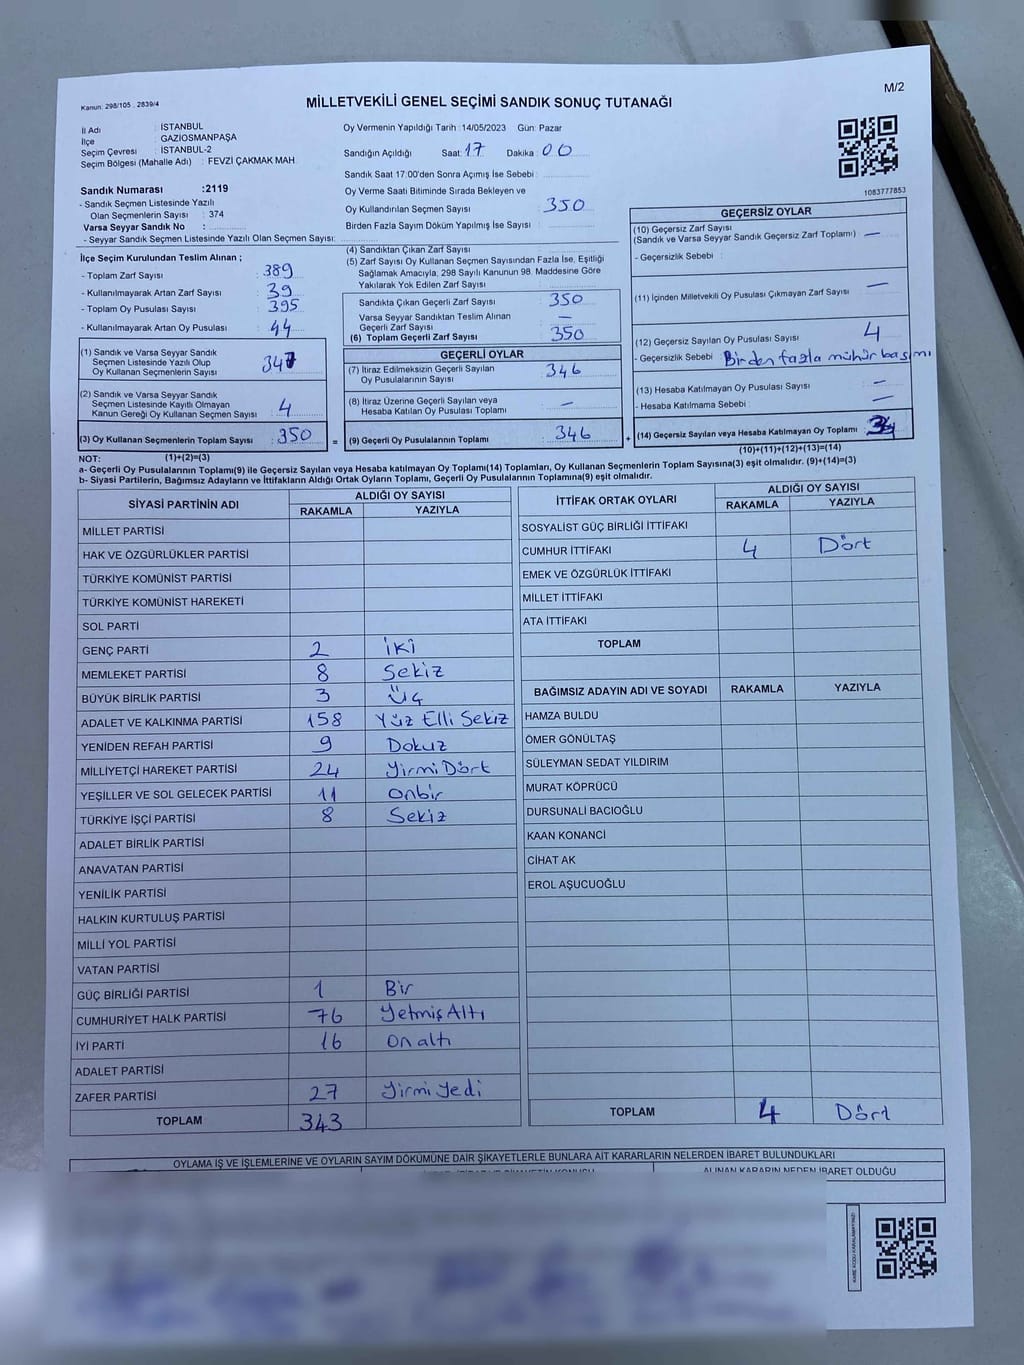 Kanun: 298/105 . 2839/4
M/2
MİLLETVEKİLİ GENEL SEÇİMİ SANDIK SONUÇ TUTANAĞI
İl Adı : İSTANBUL
İlçe : GAZİOSMANPAŞA
Seçim Çevresi : İSTANBUL-2
Seçim Bölgesi (Mahalle Adı) : FEVZİ ÇAKMAK MAH
Sandık Numarası :2119
- Sandık Seçmen Listesinde Yazılı
Olan Seçmenlerin Sayısı : 374
Varsa Seyyar Sandık No :
- Seyyar Sandık Seçmen Listesinde Yazılı Olan Seçmen Sayısı:
Oy Vermenin Yapıldığı Tarih :14/05/2023 Gün: Pazar
Sandığın Açıldığı Saat: 17 Dakika : 00
Sandık Saat 17:00'den Sonra Açımış İse Sebebi :
Oy Verme Saati Bitiminde Sırada Bekleyen ve
Oy Kullandırılan Seçmen Sayısı : 350
Birden Fazla Sayım Döküm Yapılmış İse Sayısı :
1083777853
İlçe Seçim Kurulundan Teslim Alınan ;
- Toplam Zarf Sayısı : 389
- Kullanılmayarak Artan Zarf Sayısı : 39
- Toplam Oy Pusulası Sayısı : 395
- Kullanılmayarak Artan Oy Pusulası : 44
(1) Sandık ve Varsa Seyyar Sandık
Seçmen Listesinde Yazılı Olup
Oy Kullanan Seçmenlerin Sayısı : 347
(2) Sandık ve Varsa Seyyar Sandık
Seçmen Listesinde Kayıtlı Olmayan
Kanun Gereği Oy Kullanan Seçmen Sayısı : 4
(3) Oy Kullanan Seçmenlerin Toplam Sayısı : 350
(1)+(2)=(3)
(4) Sandıktan Çıkan Zarf Sayısı :
(5) Zarf Sayısı Oy Kullanan Seçmen Sayısından Fazla İse, Eşitliği
Sağlamak Amacıyla, 298 Sayılı Kanunun 98. Maddesine Göre
Yakılarak Yok Edilen Zarf Sayısı :
Sandıkta Çıkan Geçerli Zarf Sayısı : 350
Varsa Seyyar Sandıktan Teslim Alınan
Geçerli Zarf Sayısı : —
(6) Toplam Geçerli Zarf Sayısı : 350
GEÇERLİ OYLAR
(7) İtiraz Edilmeksizin Geçerli Sayılan
Oy Pusulalarının Sayısı : 346
(8) İtiraz Üzerine Geçerli Sayılan veya
Hesaba Katılan Oy Pusulası Toplamı : —
= (9) Geçerli Oy Pusulalarının Toplamı : 346
GEÇERSİZ OYLAR
(10) Geçersiz Zarf Sayısı
(Sandık ve Varsa Seyyar Sandık Geçersiz Zarf Toplamı) : —
- Geçersizlik Sebebi :
(11) İçinden Milletvekili Oy Pusulası Çıkmayan Zarf Sayısı : —
(12) Geçersiz Sayılan Oy Pusulası Sayısı : 4
- Geçersizlik Sebebi : Birden fazla mühür basımı
(13) Hesaba Katılmayan Oy Pusulası Sayısı : —
- Hesaba Katılmama Sebebi : —
+ (14) Geçersiz Sayılan veya Hesaba Katılmayan Oy Toplamı :
(10)+(11)+(12)+(13)=(14)
NOT:
a- Geçerli Oy Pusulalarının Toplamı(9) ile Geçersiz Sayılan veya Hesaba katılmayan Oy Toplamı(14) Toplamları, Oy Kullanan Seçmenlerin Toplam Sayısına(3) eşit olmalıdır. (9)+(14)=(3)
b- Siyasi Partilerin, Bağımsız Adayların ve İttifakların Aldığı Ortak Oyların Toplamı, Geçerli Oy Pusulalarının Toplamına(9) eşit olmalıdır.
SİYASİ PARTİNİN ADI ALDIĞI OY SAYISI
RAKAMLA YAZIYLA
MİLLET PARTİSİ
HAK VE ÖZGÜRLÜKLER PARTİSİ
TÜRKİYE KOMÜNİST PARTİSİ
TÜRKİYE KOMÜNİST HAREKETİ
SOL PARTİ
GENÇ PARTİ 2 iki
MEMLEKET PARTİSİ 8 Sekiz
BÜYÜK BİRLİK PARTİSİ 3 Üç
ADALET VE KALKINMA PARTİSİ 158 Yüz Elli Sekiz
YENİDEN REFAH PARTİSİ 9 Dokuz
MİLLİYETÇİ HAREKET PARTİSİ 24 Yirmi Dört
YEŞİLLER VE SOL GELECEK PARTİSİ 11 onbir
TÜRKİYE İŞÇİ PARTİSİ 8 Sekiz
ADALET BİRLİK PARTİSİ
ANAVATAN PARTİSİ
YENİLİK PARTİSİ
HALKIN KURTULUŞ PARTİSİ
MİLLİ YOL PARTİSİ
VATAN PARTİSİ
GÜÇ BİRLİĞİ PARTİSİ 1 Bir
CUMHURİYET HALK PARTİSİ 76 Yetmiş Altı
İYİ PARTİ 16 on altı
ADALET PARTİSİ
ZAFER PARTİSİ 27 Yirmi Yedi
TOPLAM 343
İTTİFAK ORTAK OYLARI ALDIĞI OY SAYISI
RAKAMLA YAZIYLA
SOSYALİST GÜÇ BİRLİĞİ İTTİFAKI
CUMHUR İTTİFAKI 4 Dört
EMEK VE ÖZGÜRLÜK İTTİFAKI
MİLLET İTTİFAKI
ATA İTTİFAKI
TOPLAM
BAĞIMSIZ ADAYIN ADI VE SOYADI RAKAMLA YAZIYLA
HAMZA BULDU
ÖMER GÖNÜLTAŞ
SÜLEYMAN SEDAT YILDIRIM
MURAT KÖPRÜCÜ
DURSUNALİ BACIOĞLU
KAAN KONANCİ
CİHAT AK
EROL AŞUCUOĞLU
TOPLAM 4 Dört
OYLAMA İŞ VE İŞLEMLERİNE VE OYLARIN SAYIM DÖKÜMÜNE DAİR ŞİKAYETLERLE BUNLARA AİT KARARLARIN NELERDEN İBARET BULUNDUKLARI
ALINAN KARARIN NEDEN İBARET OLDUĞU